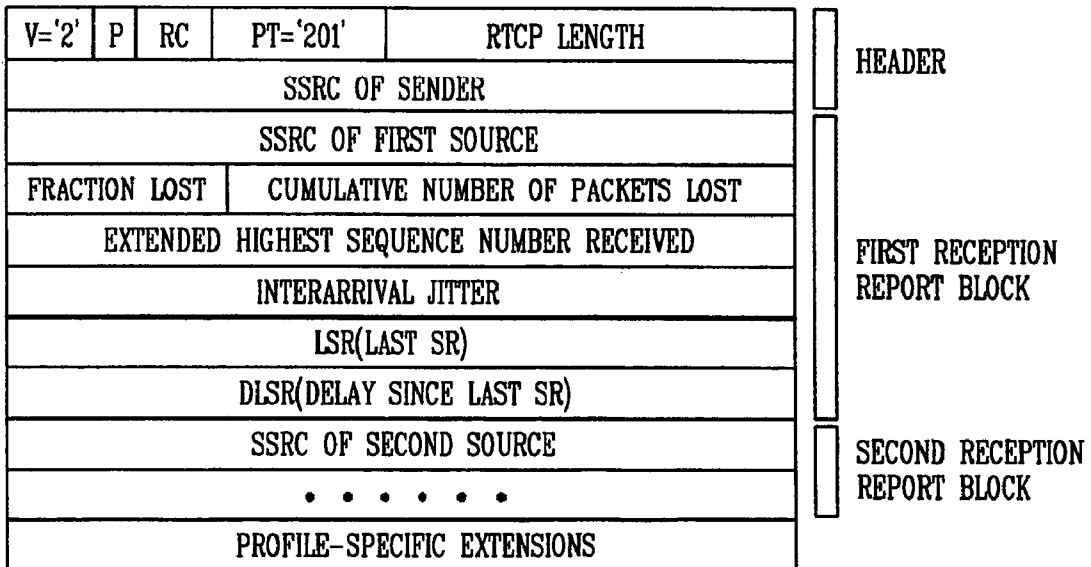 V='2' P RC PT='201' RTCP LENGTH
SSRC OF SENDER
HEADER
SSRC OF FIRST SOURCE
FRACTION LOST CUMULATIVE NUMBER OF PACKETS LOST
EXTENDED HIGHEST SEQUENCE NUMBER RECEIVED
INTERARRIVAL JITTER
LSR(LAST SR)
DLSR(DELAY SINCE LAST SR)
FIRST RECEPTION
REPORT BLOCK
SSRC OF SECOND SOURCE
• • • • • •
SECOND RECEPTION
REPORT BLOCK
PROFILE-SPECIFIC EXTENSIONS